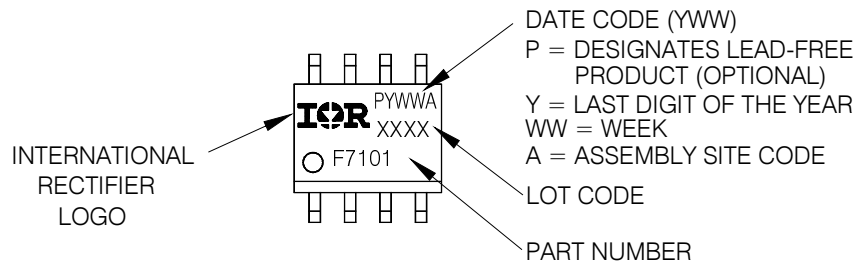 DATE CODE (YWW)
P = DESIGNATES LEAD-FREE
PRODUCT (OPTIONAL)
Y = LAST DIGIT OF THE YEAR
WW = WEEK
A = ASSEMBLY SITE CODE
LOT CODE
PART NUMBER
INTERNATIONAL
RECTIFIER
LOGO
IOR
PYWWA
XXXX
F7101